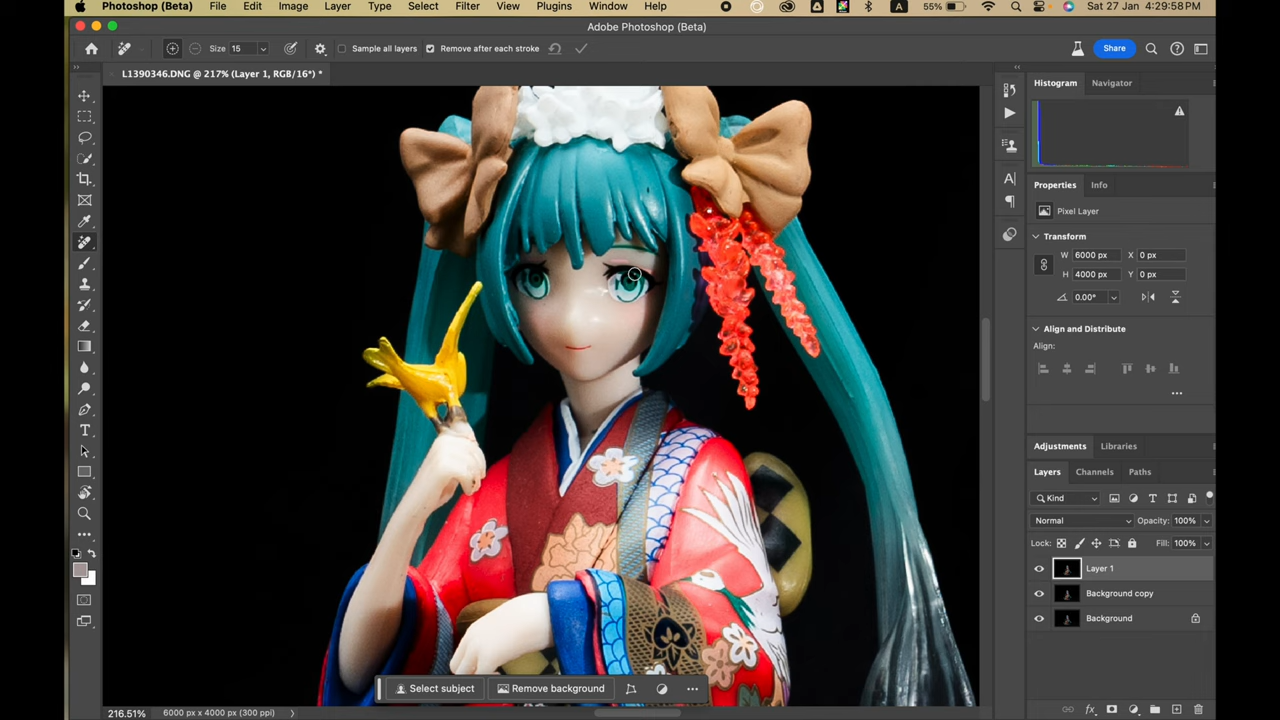 Photoshop (Beta) File Edit Image Layer Type Select Filter View Plugins Window Help A 55% Sat 27 Jan 4:29:58 PM
Adobe Photoshop (Beta)
Size 15 Sample all layers Remove after each stroke Share
L1390346.DNG @ 217% (Layer 1, RGB/16*) *
Histogram Navigator
Properties Info
Pixel Layer
Transform
W 6000 px X 0 px
H 4000 px Y 0 px
0.00°
Align and Distribute
Align:
Adjustments Libraries
Layers Channels Paths
Kind
Normal Opacity: 100%
Lock: Fill: 100%
Layer 1
Background copy
Background
Select subject Remove background
216.51% 6000 px x 4000 px (300 ppi)